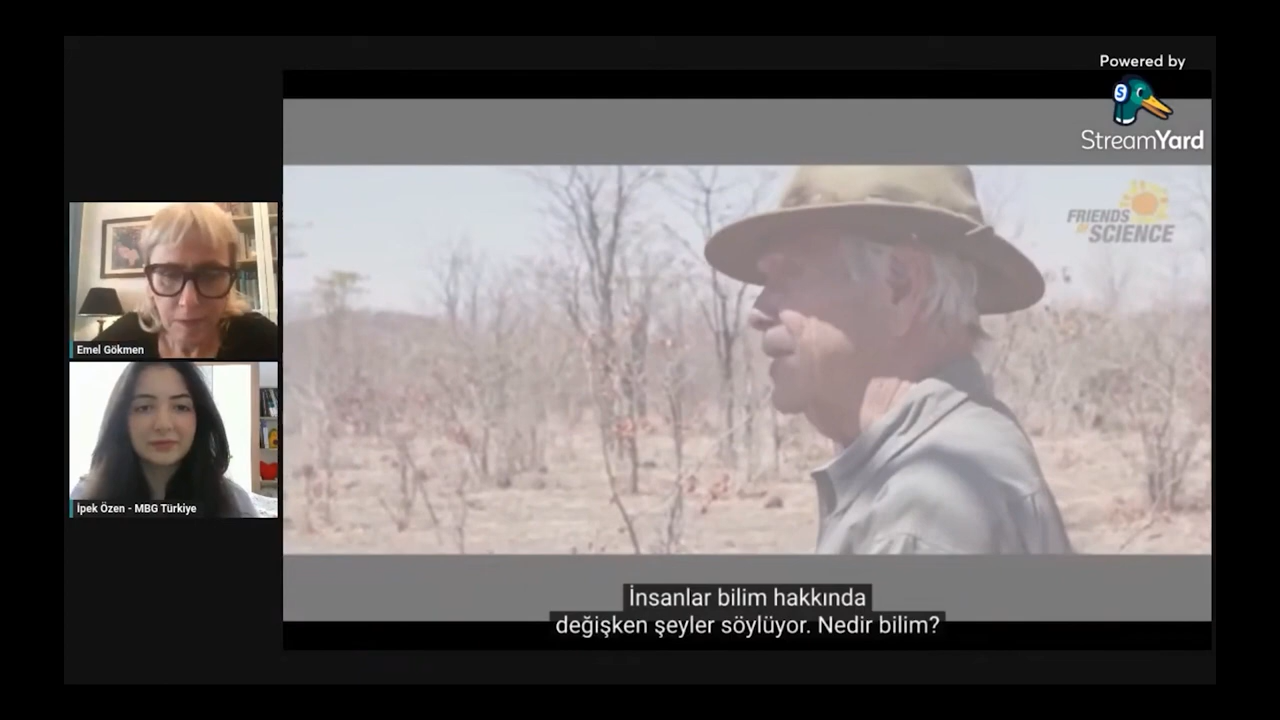 Powered by
StreamYard
FRIENDS
of SCIENCE
Emel Gökmen
İpek Özen - MBG Türkiye
İnsanlar bilim hakkında
değişken şeyler söylüyor. Nedir bilim?